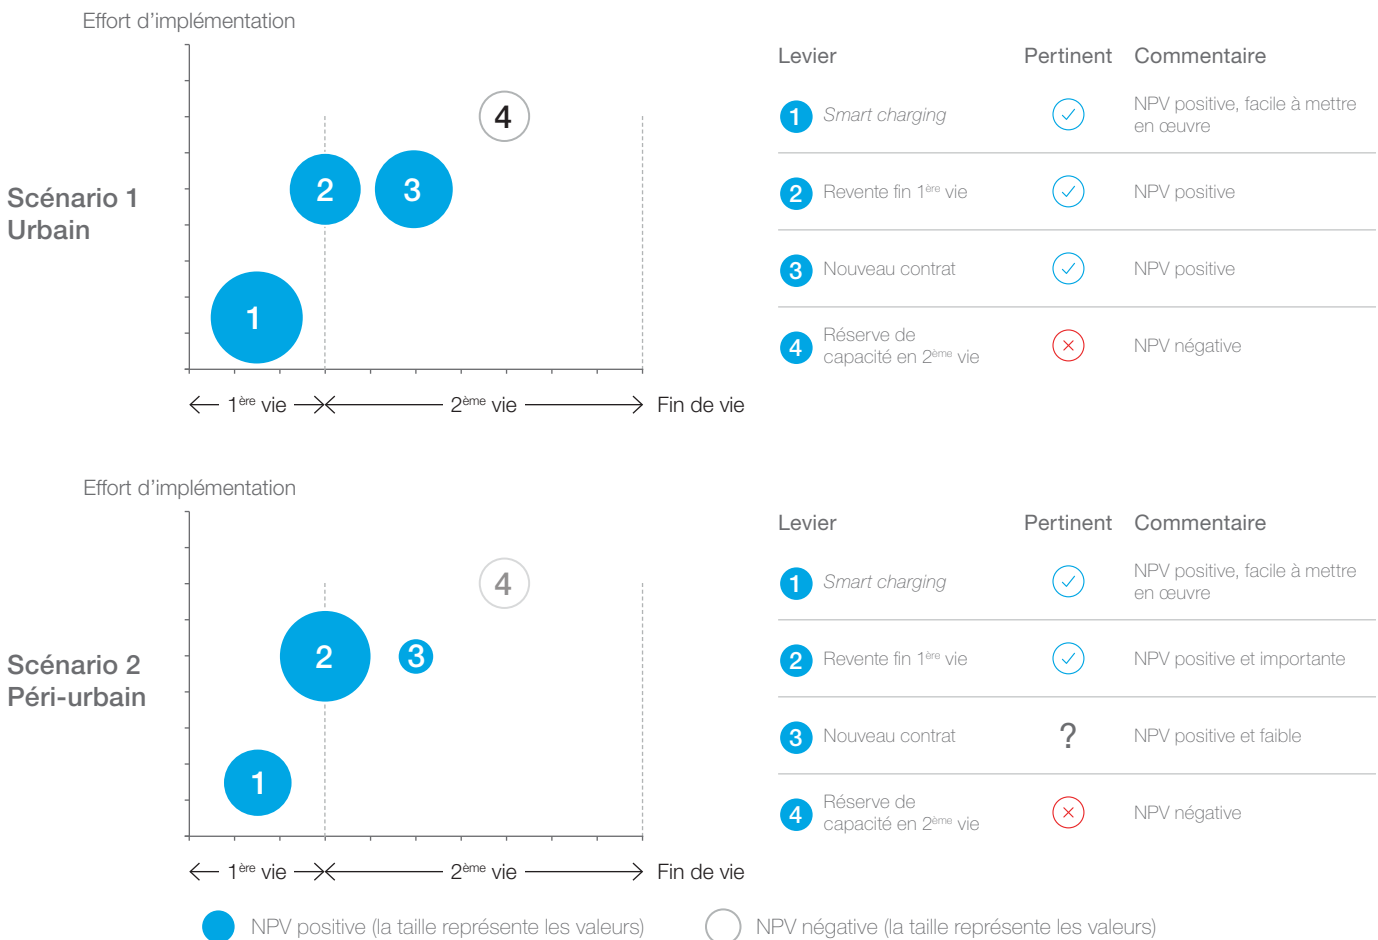 Effort d’implémentation
Scénario 1
Urbain
1
2
3
4
1ère vie
2ème vie
Fin de vie
Levier
Pertinent
Commentaire
1
Smart charging
NPV positive, facile à mettre
en œuvre
2
Revente fin 1ère vie
NPV positive
3
Nouveau contrat
NPV positive
4
Réserve de
capacité en 2ème vie
NPV négative
Effort d’implémentation
Scénario 2
Péri-urbain
1
2
3
4
1ère vie
2ème vie
Fin de vie
Levier
Pertinent
Commentaire
1
Smart charging
NPV positive, facile à mettre
en œuvre
2
Revente fin 1ère vie
NPV positive et importante
3
Nouveau contrat
?
NPV positive et faible
4
Réserve de
capacité en 2ème vie
NPV négative
NPV positive (la taille représente les valeurs)
NPV négative (la taille représente les valeurs)